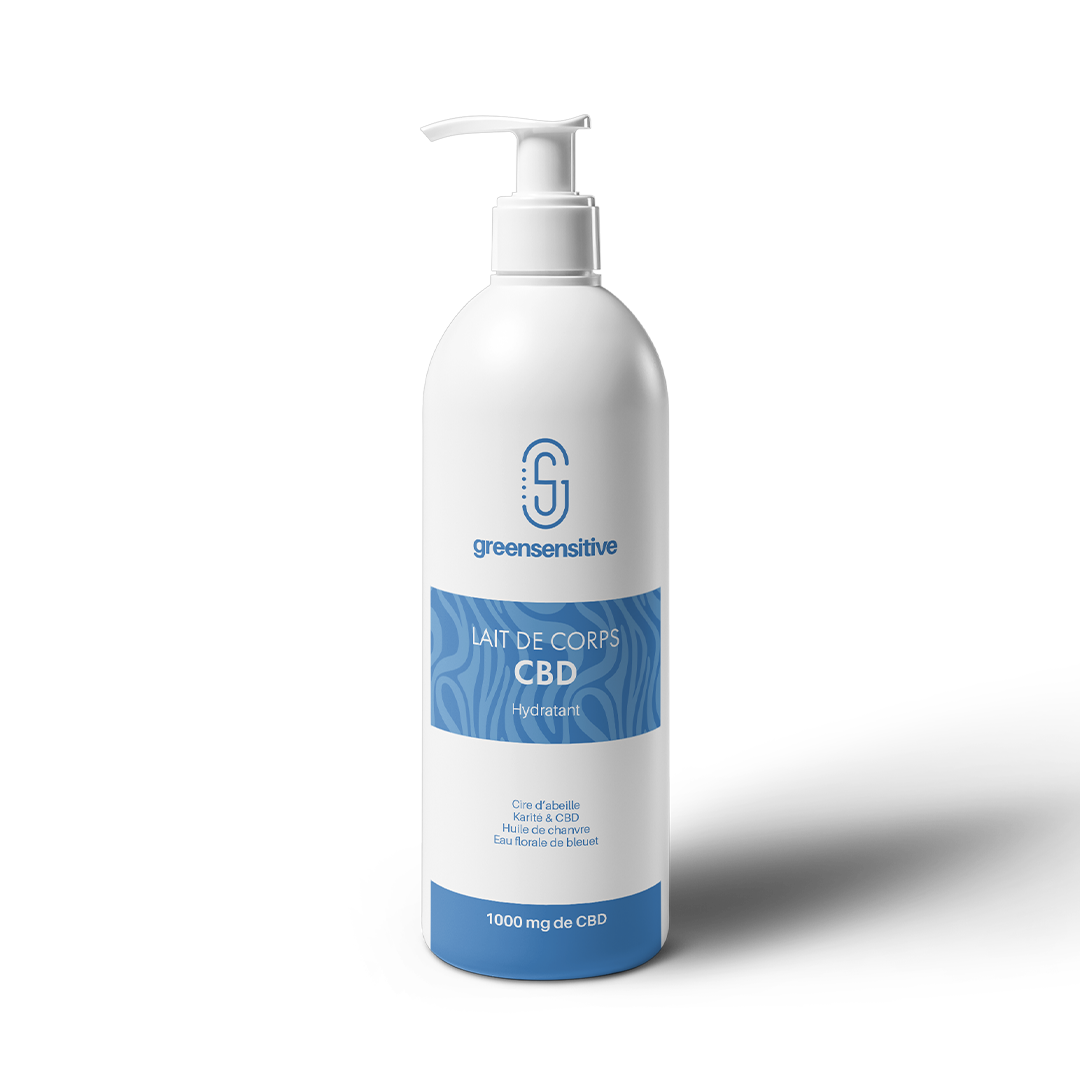 greensensitive
LAIT DE CORPS
CBD
Hydratant
Cire d'abeille
Karité & CBD
Huile de chanvre
Eau florale de bleuet
1000 mg de CBD